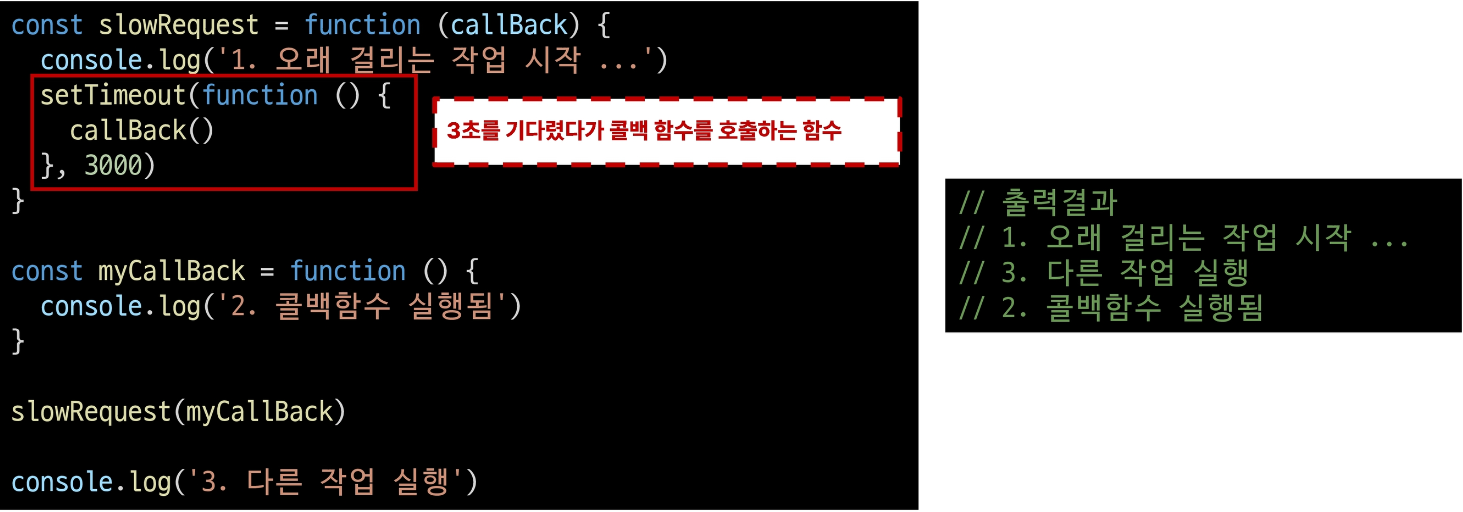 const slowRequest = function (callBack) {
  console.log('1. 오래 걸리는 작업 시작 ...')
  setTimeout(function () {
    callBack()
  }, 3000)
}
3초를 기다렸다가 콜백 함수를 호출하는 함수

const myCallBack = function () {
  console.log('2. 콜백함수 실행됨')
}

slowRequest(myCallBack)

console.log('3. 다른 작업 실행')

// 출력결과
// 1. 오래 걸리는 작업 시작 ...
// 3. 다른 작업 실행
// 2. 콜백함수 실행됨